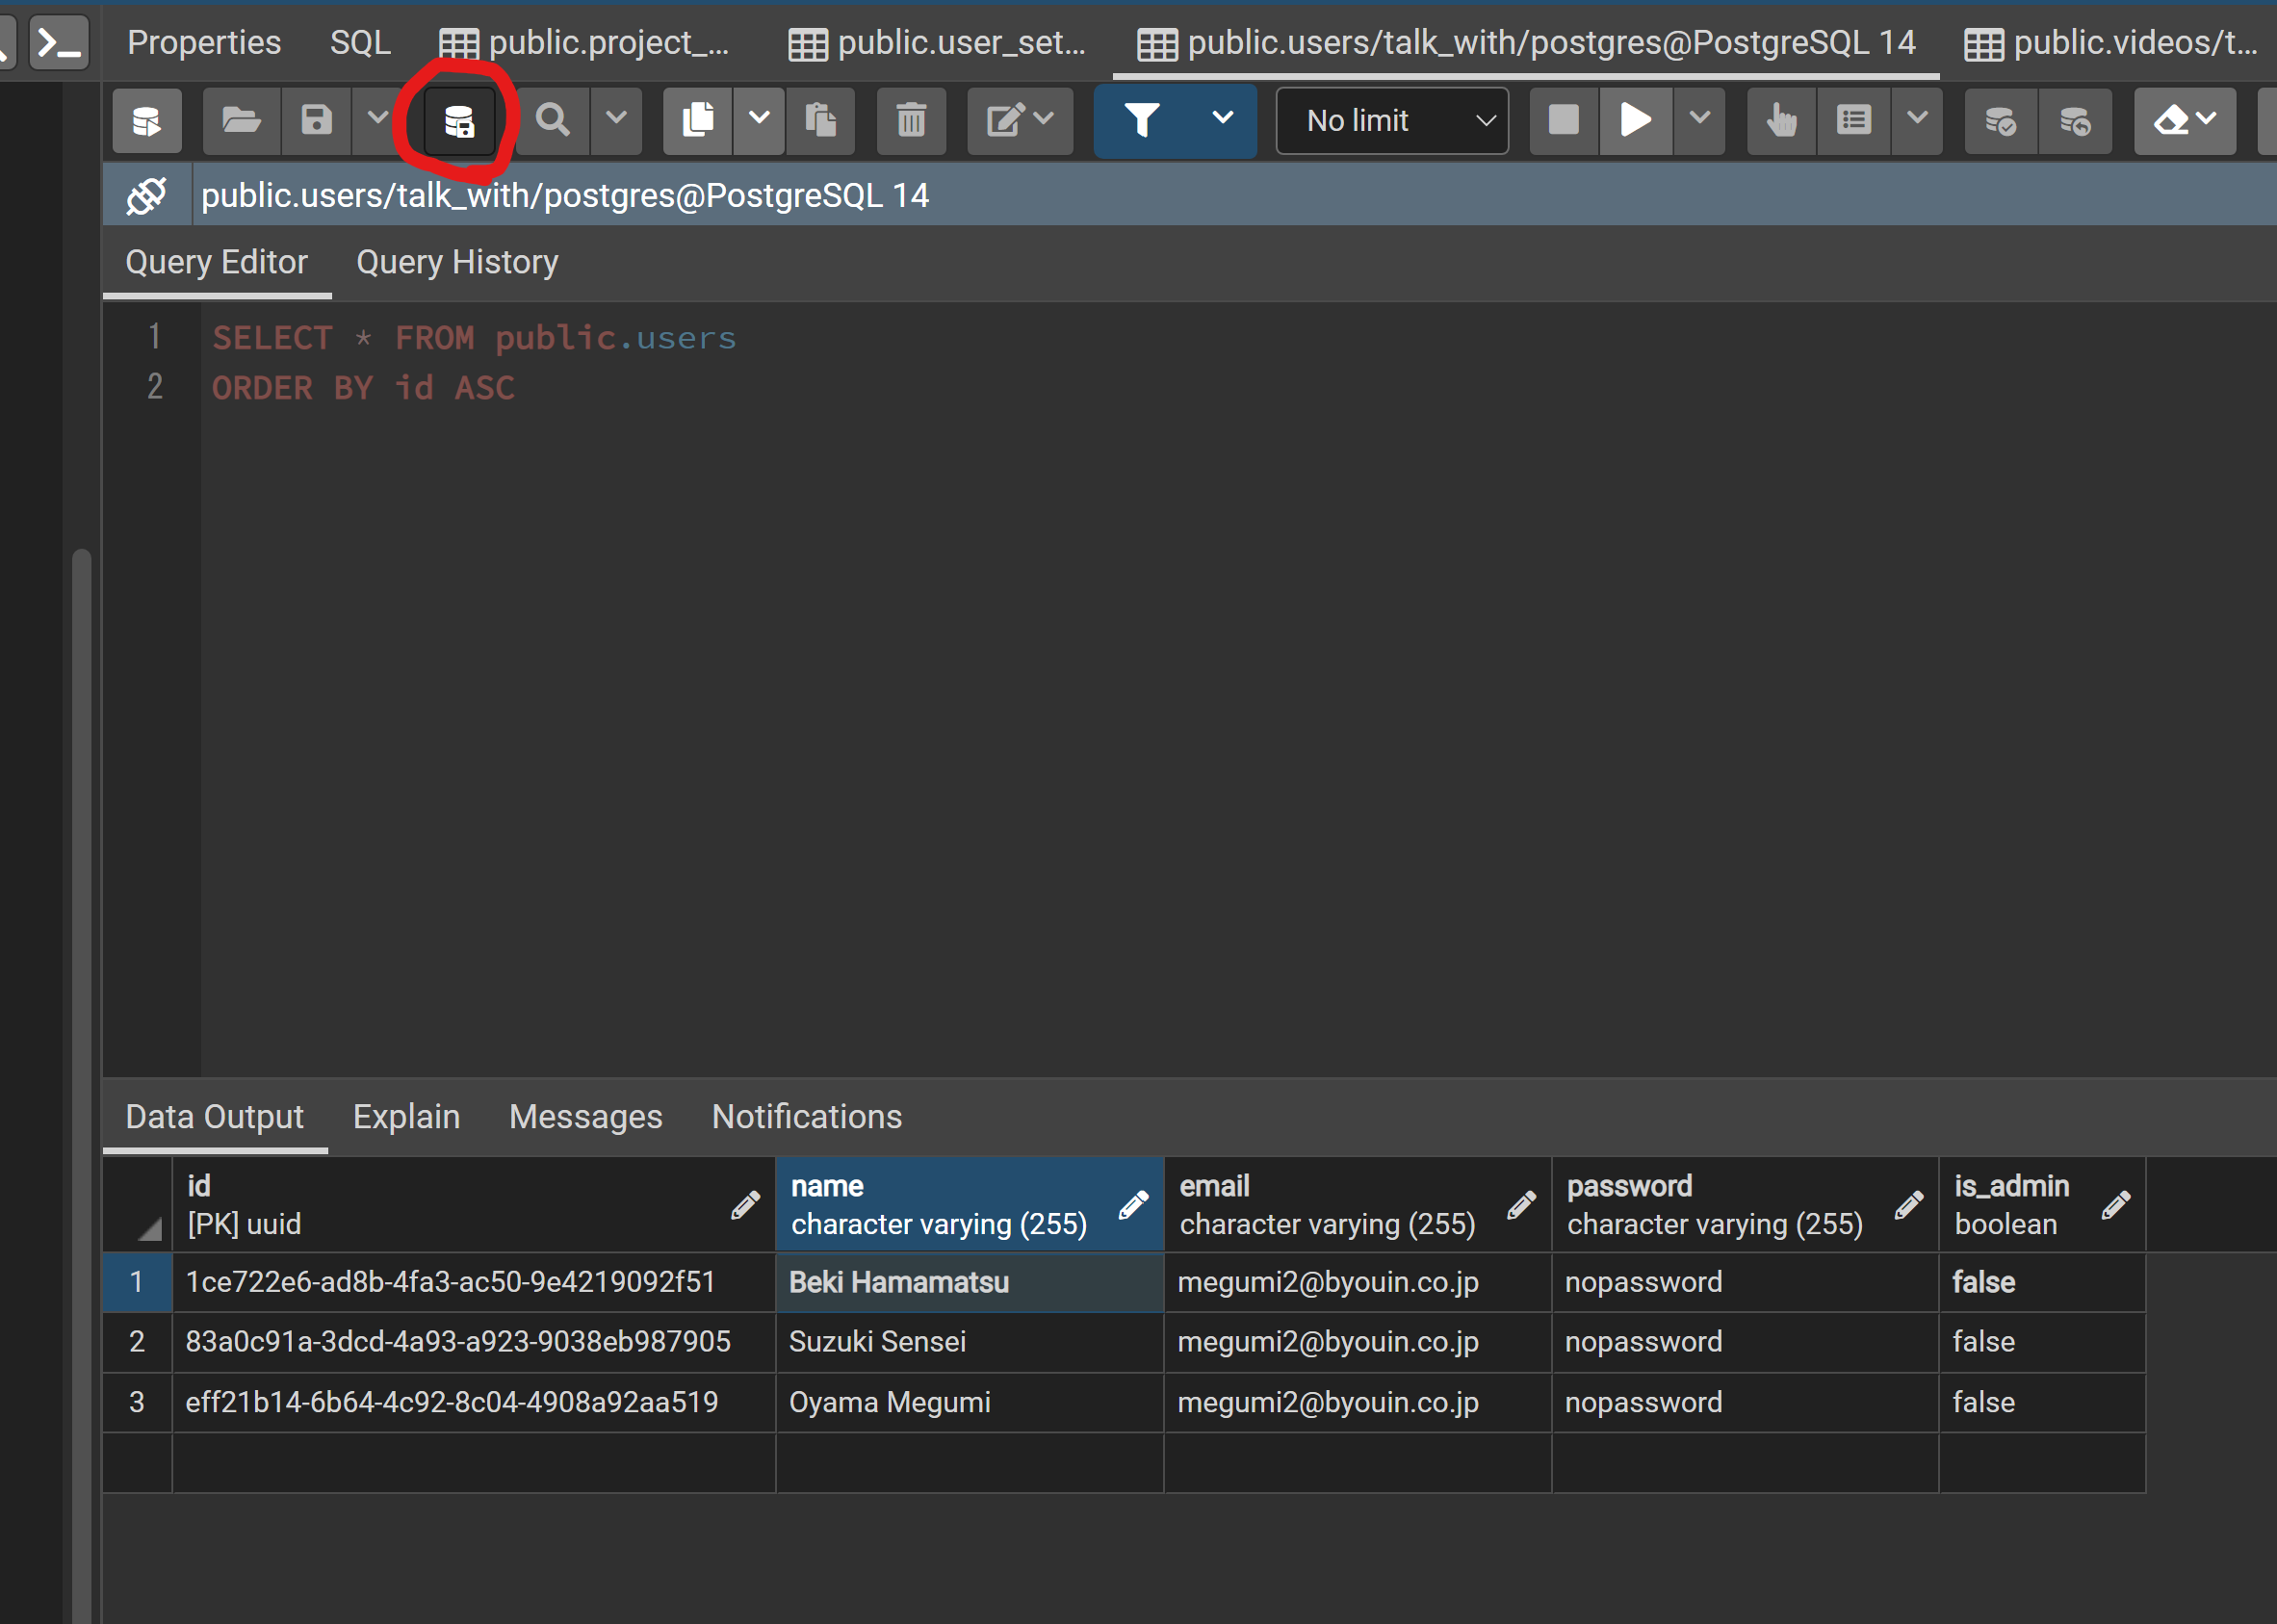 Properties SQL public.project_... public.user_set... public.users/talk_with/postgres@PostgreSQL 14 public.videos/t...
No limit
public.users/talk_with/postgres@PostgreSQL 14
Query Editor Query History
1 SELECT * FROM public.users
2 ORDER BY id ASC
Data Output Explain Messages Notifications
id name email password is_admin
[PK] uuid character varying (255) character varying (255) character varying (255) boolean
1 1ce722e6-ad8b-4fa3-ac50-9e4219092f51 Beki Hamamatsu megumi2@byouin.co.jp nopassword false
2 83a0c91a-3dcd-4a93-a923-9038eb987905 Suzuki Sensei megumi2@byouin.co.jp nopassword false
3 eff21b14-6b64-4c92-8c04-4908a92aa519 Oyama Megumi megumi2@byouin.co.jp nopassword false